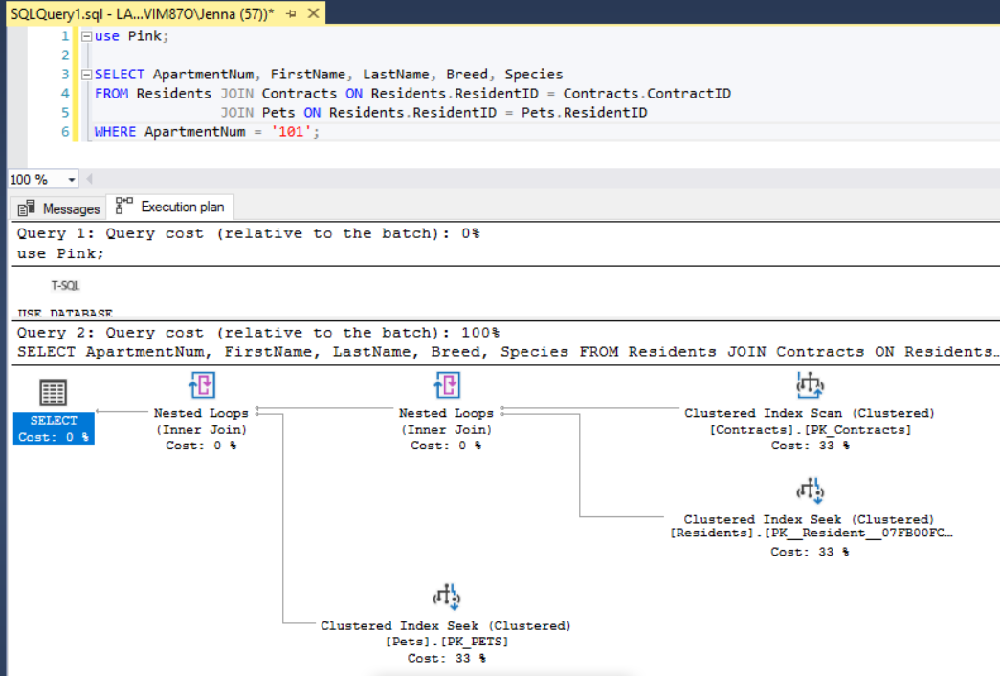 SQLQuery1.sql - LA...VIM87O\Jenna (57))*
1 use Pink;
2
3 SELECT ApartmentNum, FirstName, LastName, Breed, Species
4 FROM Residents JOIN Contracts ON Residents.ResidentID = Contracts.ContractID
5 JOIN Pets ON Residents.ResidentID = Pets.ResidentID
6 WHERE ApartmentNum = '101';
100 %
Messages Execution plan
Query 1: Query cost (relative to the batch): 0%
use Pink;
T-SQL
USE DATABASE
Query 2: Query cost (relative to the batch): 100%
SELECT ApartmentNum, FirstName, LastName, Breed, Species FROM Residents JOIN Contracts ON Residents…
SELECT
Cost: 0 %
Nested Loops
(Inner Join)
Cost: 0 %
Nested Loops
(Inner Join)
Cost: 0 %
Clustered Index Scan (Clustered)
[Contracts].[PK_Contracts]
Cost: 33 %
Clustered Index Seek (Clustered)
[Residents].[PK__Resident__07FB00FC…
Cost: 33 %
Clustered Index Seek (Clustered)
[Pets].[PK_PETS]
Cost: 33 %